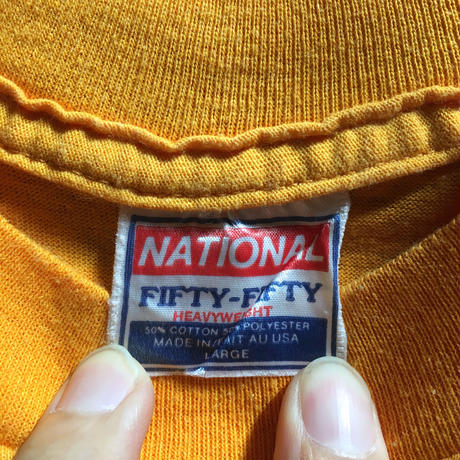 NATIONAL
FIFTY-FIFTY
HEAVYWEIGHT
50% COTTON 50% POLYESTER
MADE IN/FAIT AU USA
LARGE